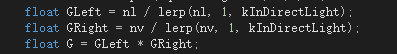 float GLeft = nl / lerp(nl, 1, kInDirectLight);
float GRight = nv / lerp(nv, 1, kInDirectLight);
float G = GLeft * GRight;